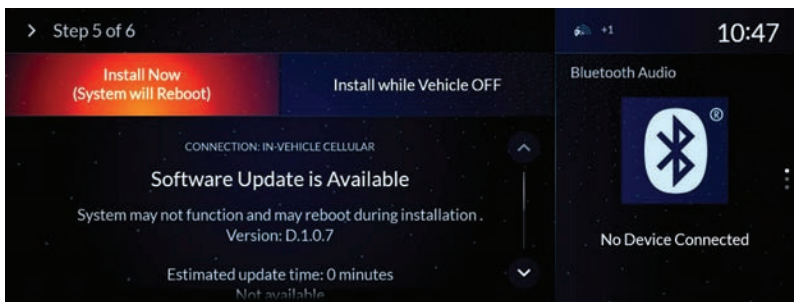 > Step 5 of 6
+1
10:47
Install Now
(System will Reboot)
Install while Vehicle OFF
Bluetooth Audio
CONNECTION: IN-VEHICLE CELLULAR
Software Update is Available
System may not function and may reboot during installation .
Version: D.1.0.7
Estimated update time: 0 minutes
Not available
®
No Device Connected